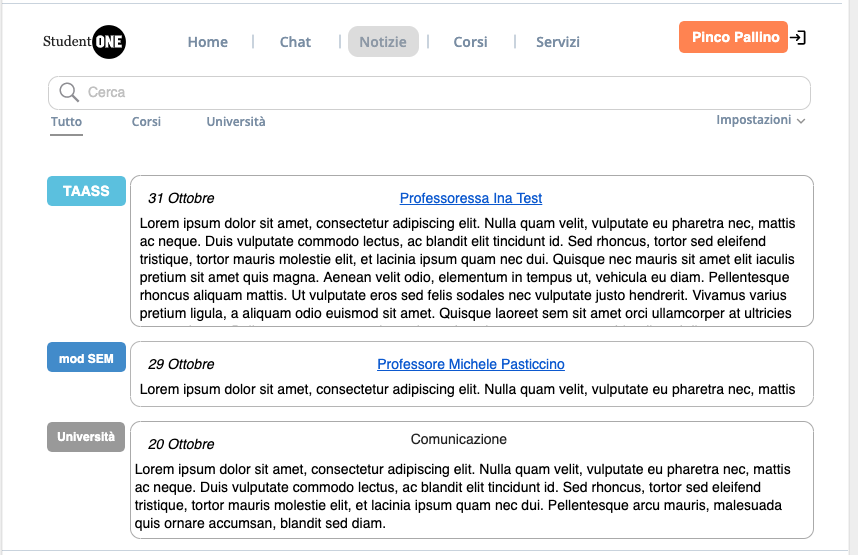 Student ONE
Home | Chat | Notizie | Corsi | Servizi
Pinco Pallino
Cerca
Tutto Corsi Università Impostazioni
TAASS
31 Ottobre Professoressa Ina Test
Lorem ipsum dolor sit amet, consectetur adipiscing elit. Nulla quam velit, vulputate eu pharetra nec, mattis
ac neque. Duis vulputate commodo lectus, ac blandit elit tincidunt id. Sed rhoncus, tortor sed eleifend
tristique, tortor mauris molestie elit, et lacinia ipsum quam nec dui. Quisque nec mauris sit amet elit iaculis
pretium sit amet quis magna. Aenean velit odio, elementum in tempus ut, vehicula eu diam. Pellentesque
rhoncus aliquam mattis. Ut vulputate eros sed felis sodales nec vulputate justo hendrerit. Vivamus varius
pretium ligula, a aliquam odio euismod sit amet. Quisque laoreet sem sit amet orci ullamcorper at ultricies
mod SEM
29 Ottobre Professore Michele Pasticcino
Lorem ipsum dolor sit amet, consectetur adipiscing elit. Nulla quam velit, vulputate eu pharetra nec, mattis
Università
20 Ottobre Comunicazione
Lorem ipsum dolor sit amet, consectetur adipiscing elit. Nulla quam velit, vulputate eu pharetra nec, mattis
ac neque. Duis vulputate commodo lectus, ac blandit elit tincidunt id. Sed rhoncus, tortor sed eleifend
tristique, tortor mauris molestie elit, et lacinia ipsum quam nec dui. Pellentesque arcu mauris, malesuada
quis ornare accumsan, blandit sed diam.